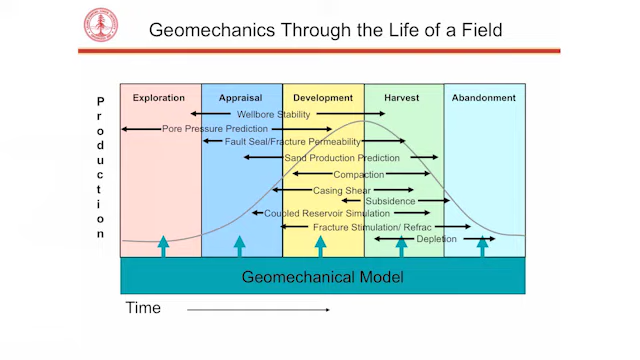 Geomechanics Through the Life of a Field
Production
Exploration
Appraisal
Development
Harvest
Abandonment
Wellbore Stability
Pore Pressure Prediction
Fault Seal/Fracture Permeability
Sand Production Prediction
Compaction
Casing Shear
Subsidence
Coupled Reservoir Simulation
Fracture Stimulation/ Refrac
Depletion
Geomechanical Model
Time